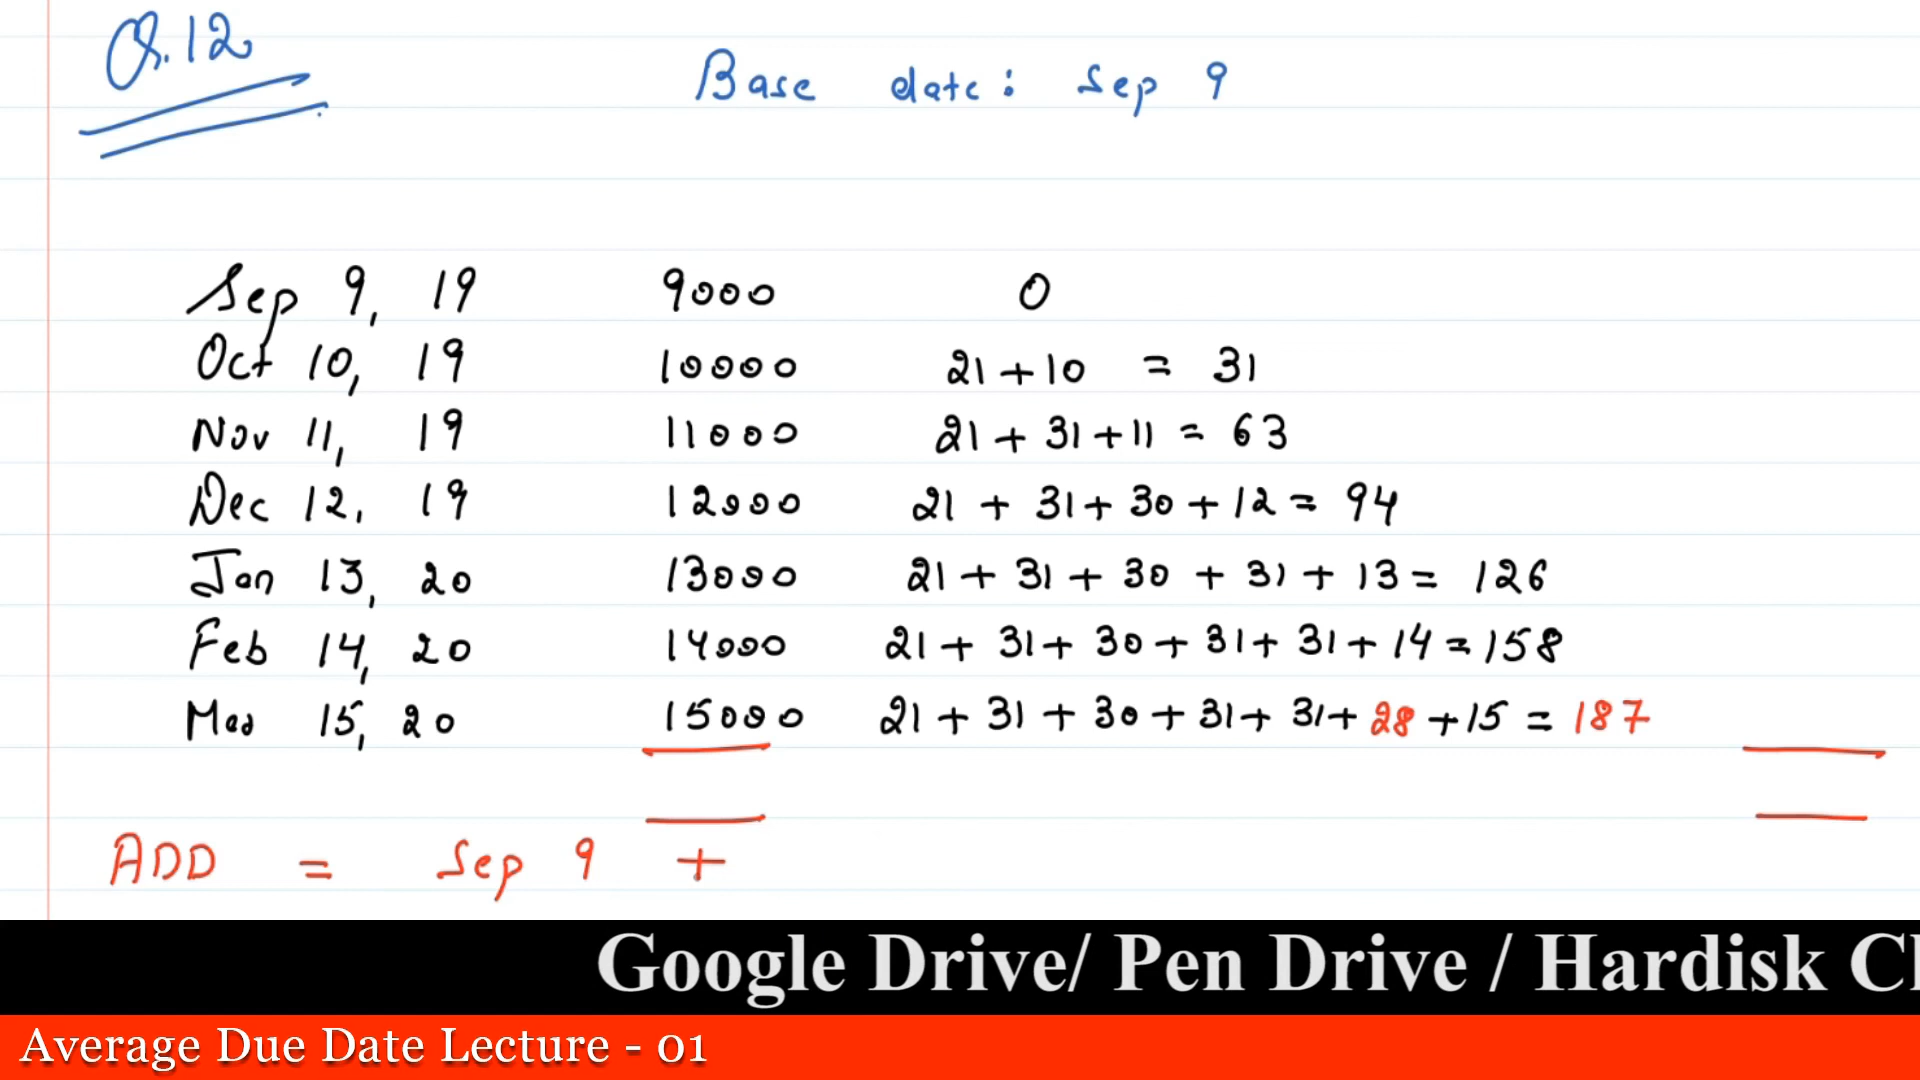 Q.12
Base date: Sep 9
Sep 9, 19 9000 0
Oct 10, 19 10000 21 + 10 = 31
Nov 11, 19 11000 21 + 31 + 11 = 63
Dec 12, 19 12000 21 + 31 + 30 + 12 = 94
Jan 13, 20 13000 21 + 31 + 30 + 31 + 13 = 126
Feb 14, 20 14000 21 + 31 + 30 + 31 + 31 + 14 = 158
Mar 15, 20 15000 21 + 31 + 30 + 31 + 31 + 28 + 15 = 187
ADD = Sep 9 +
Google Drive/ Pen Drive / Hardisk
Average Due Date Lecture - 01